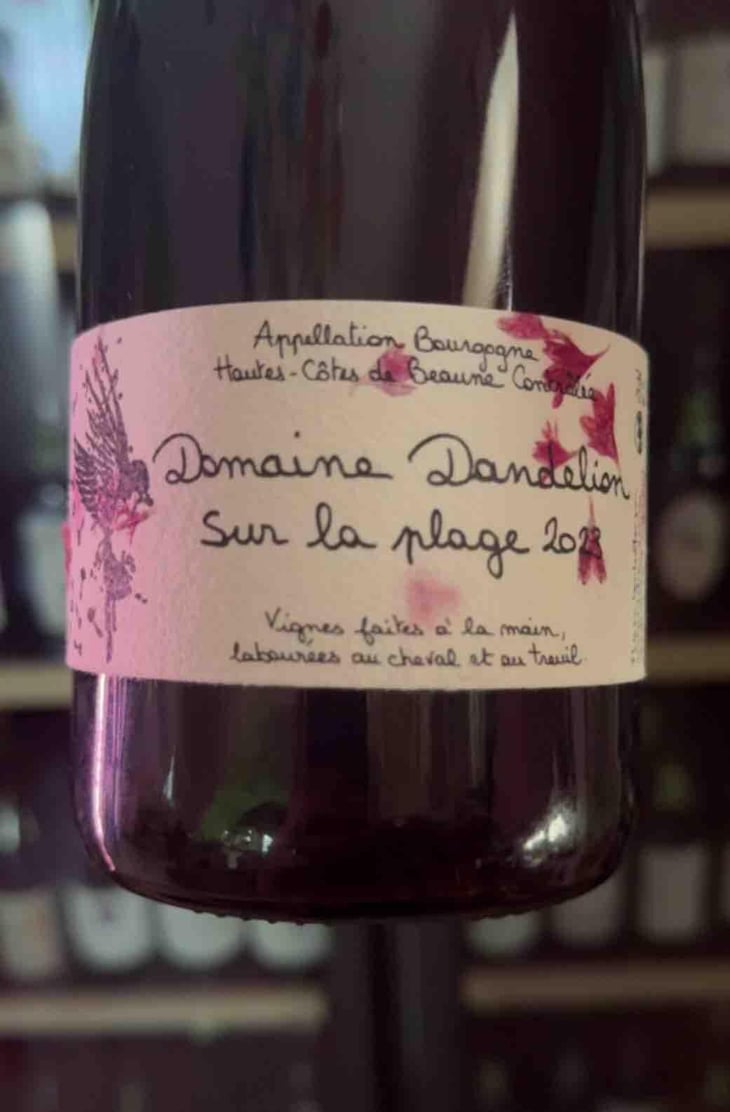 Appellation Bourgogne
Hautes-Côtes de Beaune Contrôlée
Domaine Dandelion
Sur la plage 2023
Vignes faites à la main,
labourées au cheval et au treuil.